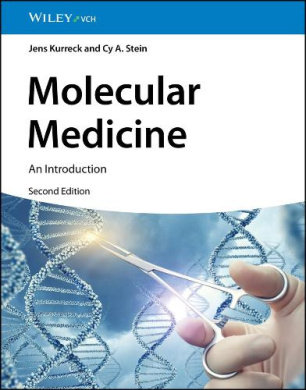 WILEY-VCH
Jens Kurreck and Cy A. Stein
Molecular
Medicine
An Introduction
Second Edition